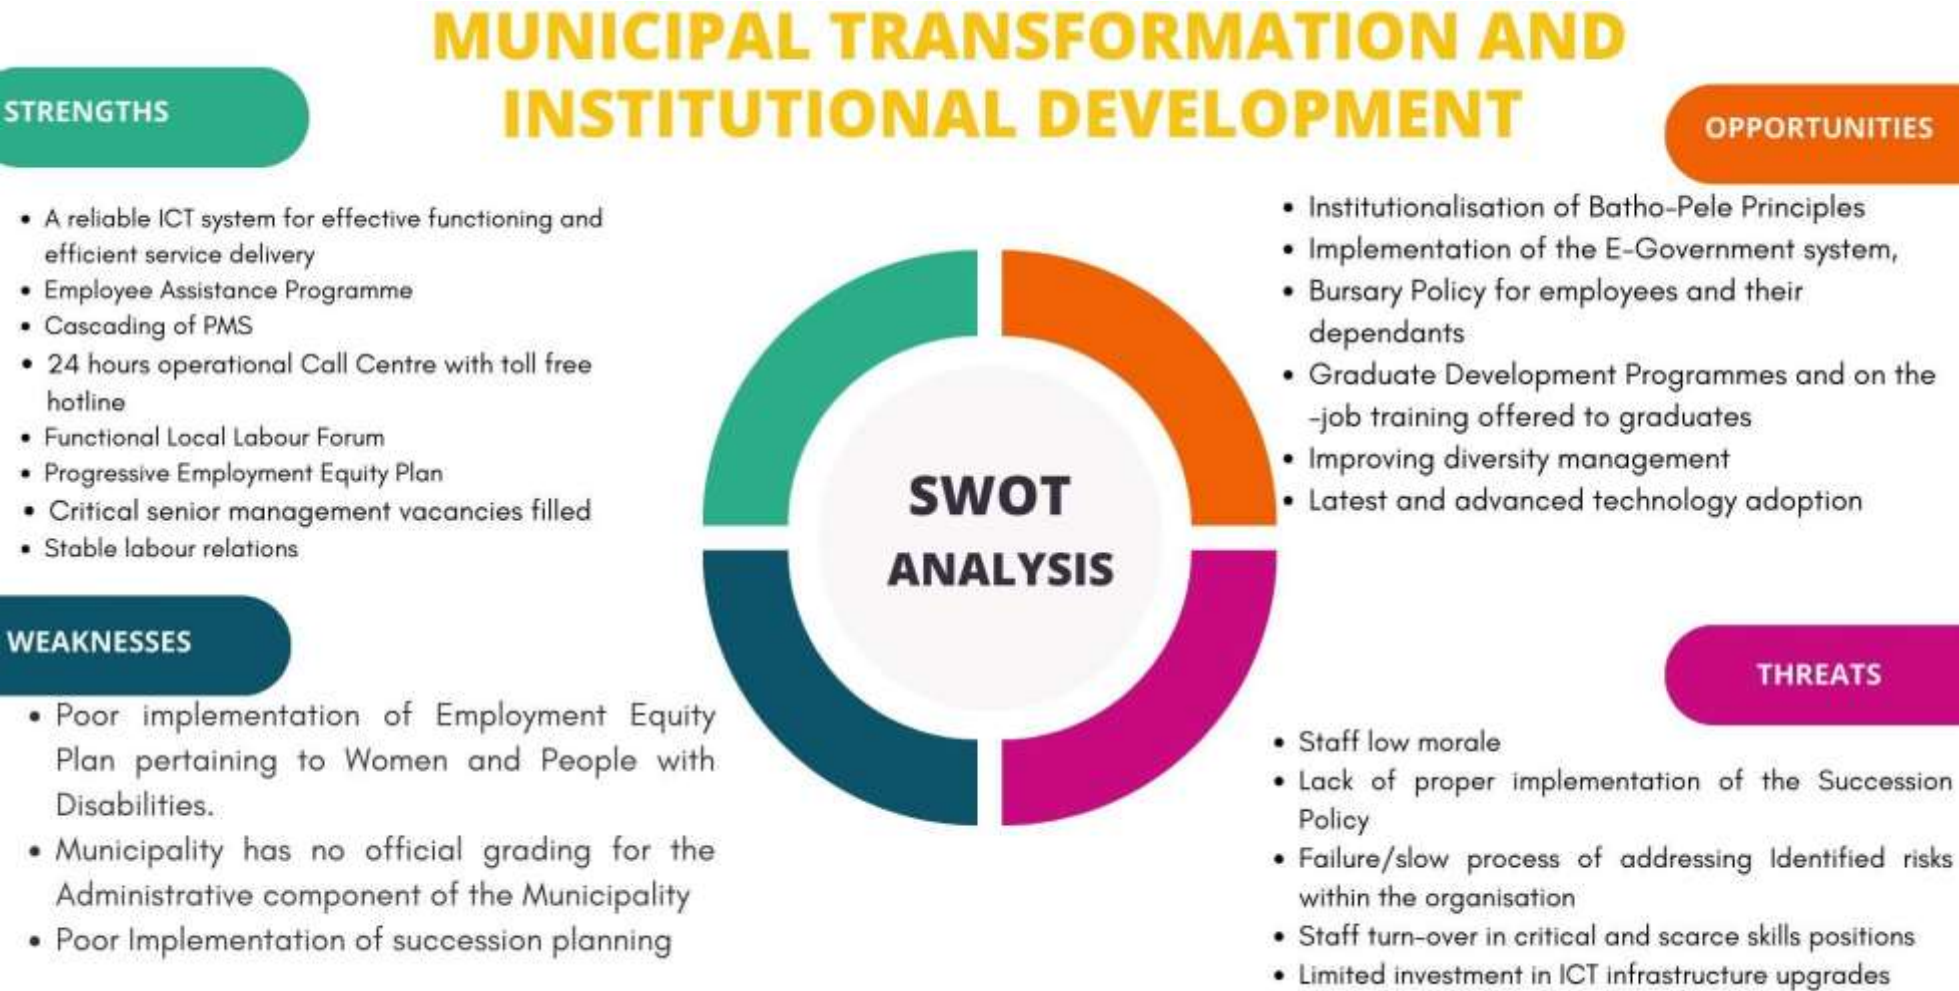 MUNICIPAL TRANSFORMATION AND
INSTITUTIONAL DEVELOPMENT
STRENGTHS
• A reliable ICT system for effective functioning and
efficient service delivery
• Employee Assistance Programme
• Cascading of PMS
• 24 hours operational Call Centre with toll free
hotline
• Functional Local Labour Forum
• Progressive Employment Equity Plan
• Critical senior management vacancies filled
• Stable labour relations
WEAKNESSES
• Poor implementation of Employment Equity
Plan pertaining to Women and People with
Disabilities.
• Municipality has no official grading for the
Administrative component of the Municipality
• Poor Implementation of succession planning
SWOT
ANALYSIS
OPPORTUNITIES
• Institutionalisation of Batho-Pele Principles
• Implementation of the E-Government system,
• Bursary Policy for employees and their
dependants
• Graduate Development Programmes and on the
-job training offered to graduates
• Improving diversity management
• Latest and advanced technology adoption
THREATS
• Staff low morale
• Lack of proper implementation of the Succession
Policy
• Failure/slow process of addressing Identified risks
within the organisation
• Staff turn-over in critical and scarce skills positions
• Limited investment in ICT infrastructure upgrades